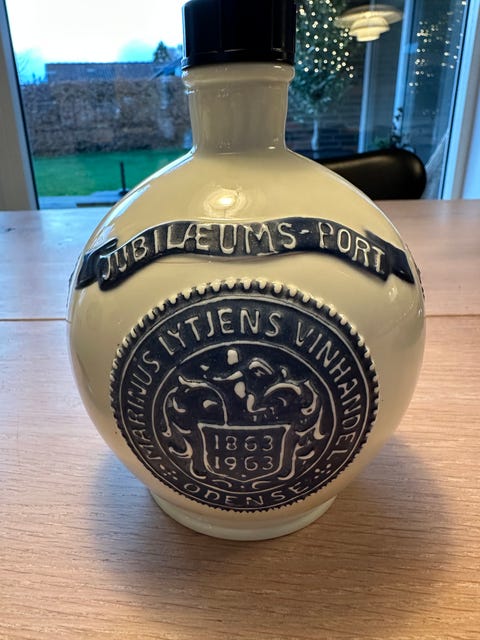 JUBILÆUMS-PORT
MARINUS LYTJENS VINHANDEL
1863
1963
ODENSE